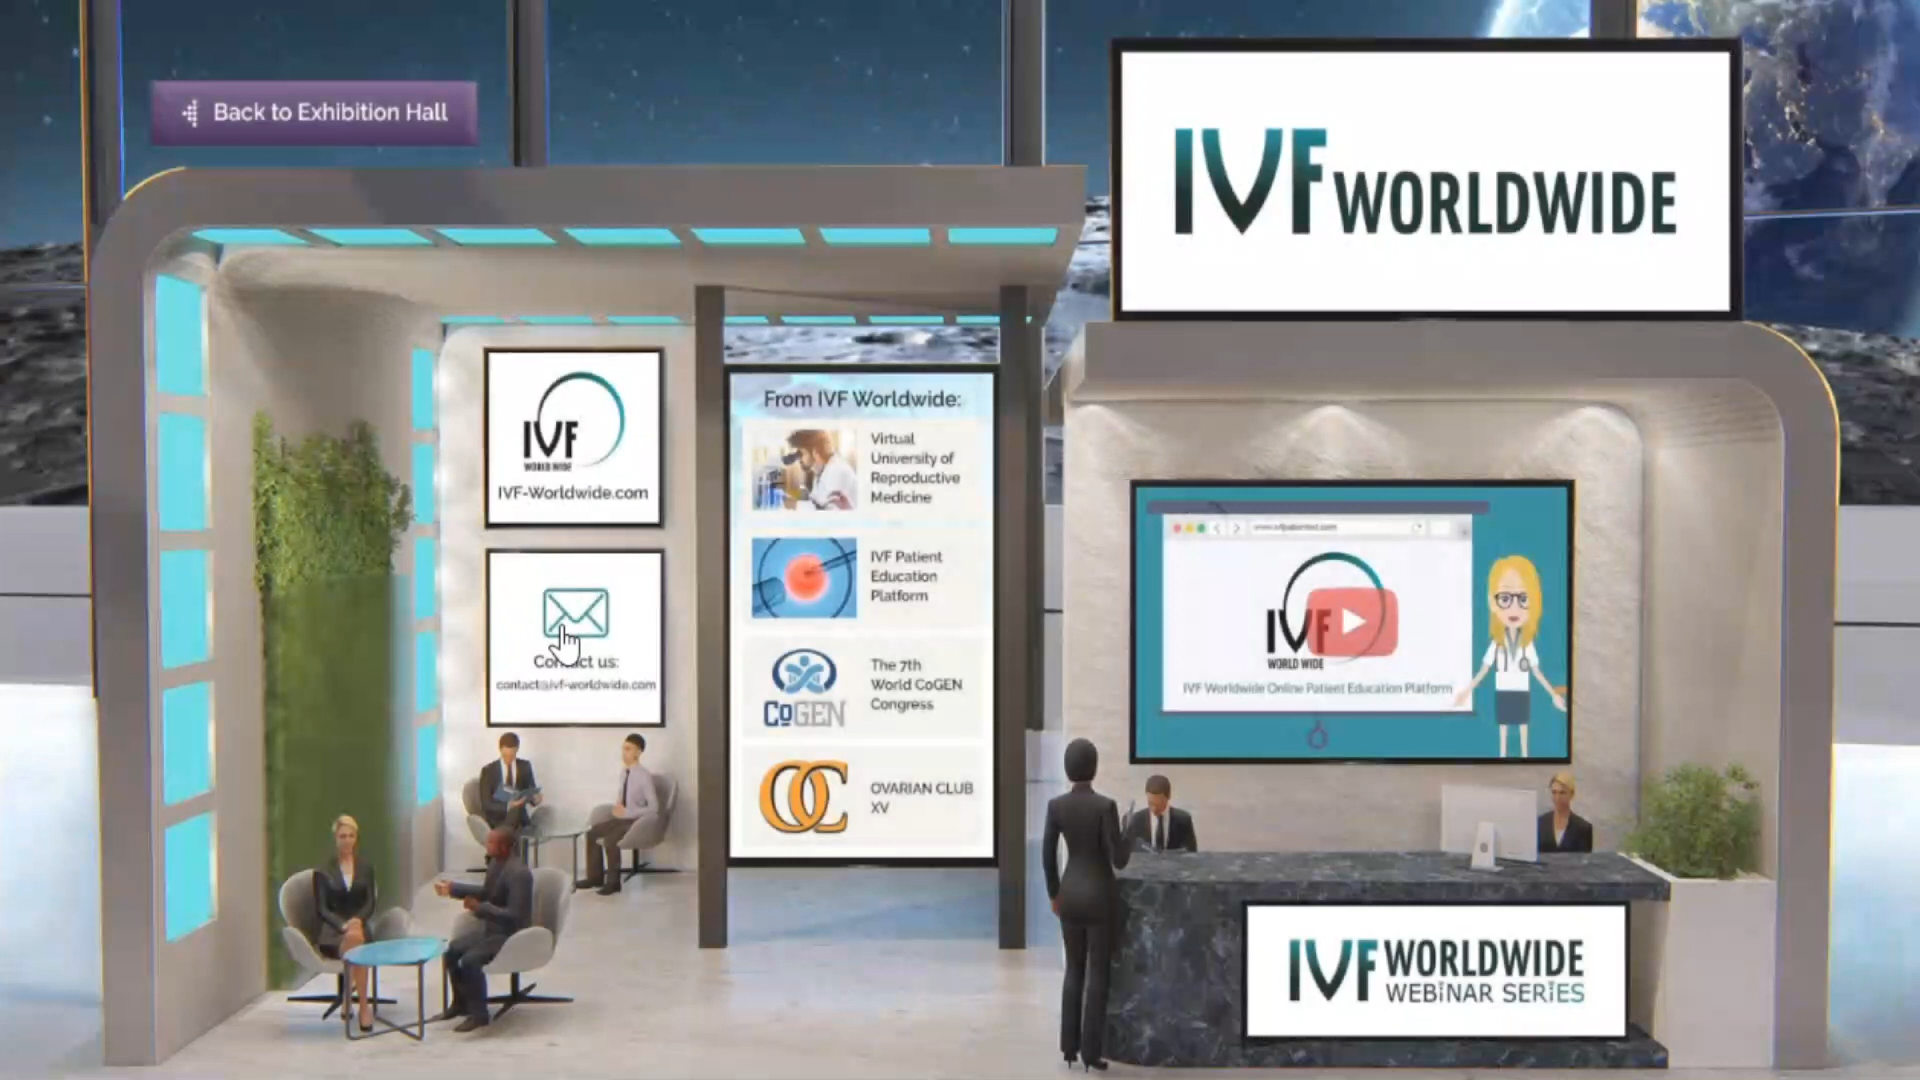 Back to Exhibition Hall
IVF WORLDWIDE
IVF
WORLD WIDE
IVF-Worldwide.com
Contact us:
contact@ivf-worldwide.com
From IVF Worldwide:
Virtual
University of
Reproductive
Medicine
IVF Patient
Education
Platform
CoGEN
The 7th
World CoGEN
Congress
OC
OVARIAN CLUB
XV
IVF
WORLD WIDE
IVF Worldwide Online Patient Education Platform
IVF WORLDWIDE
WEBINAR SERIES